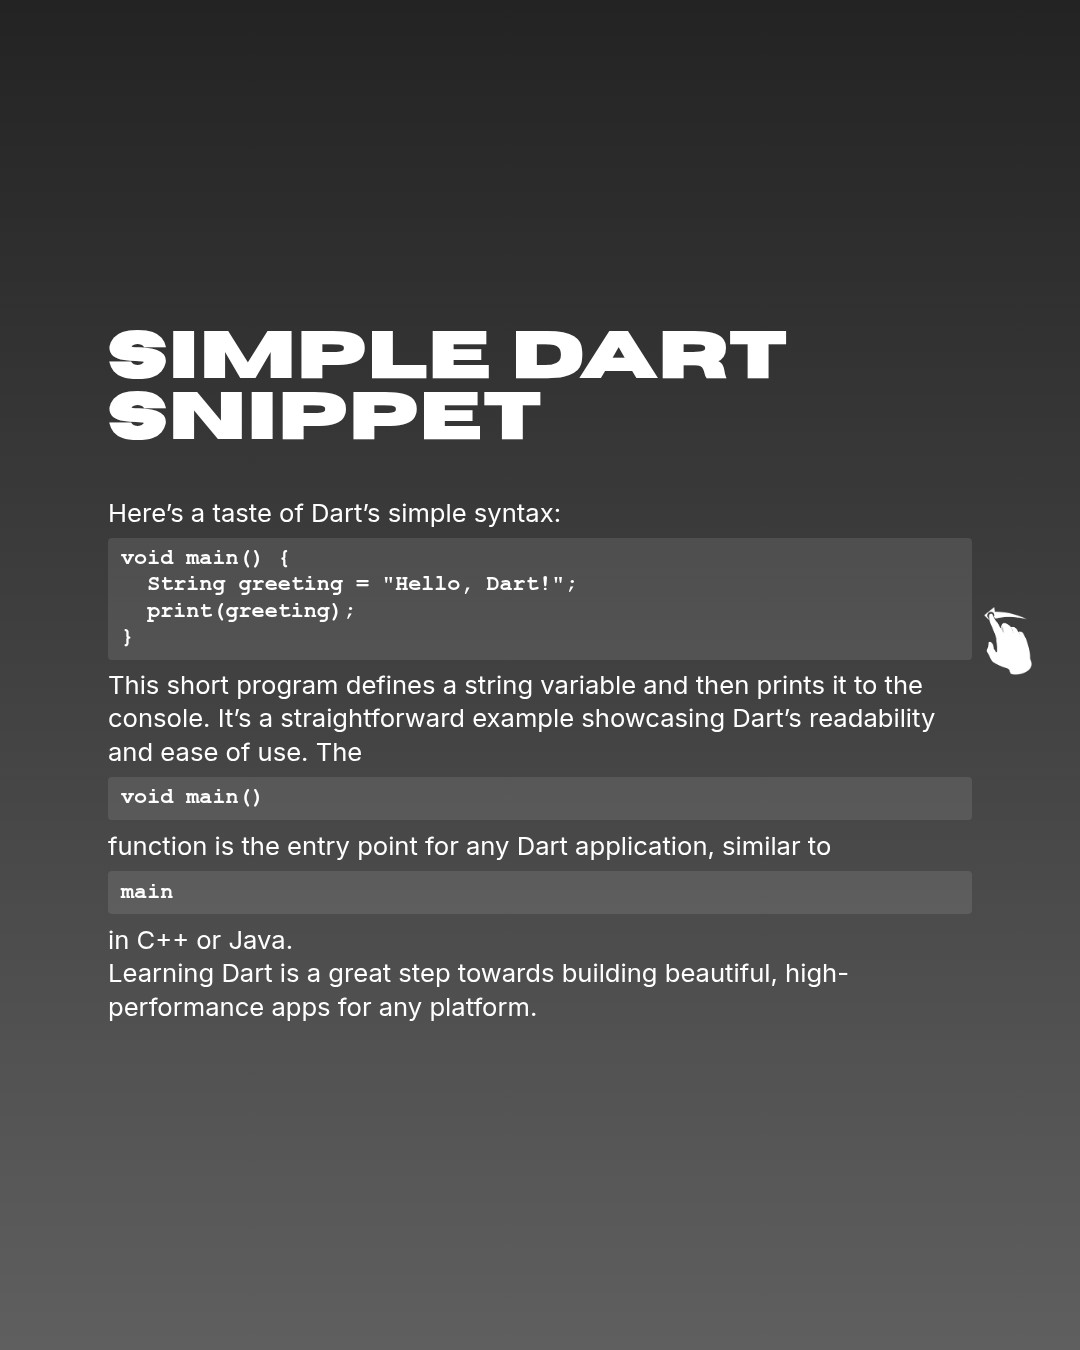 SIMPLE DART
SNIPPET
Here’s a taste of Dart’s simple syntax:
void main() {
  String greeting = "Hello, Dart!";
  print(greeting);
}
This short program defines a string variable and then prints it to the
console. It’s a straightforward example showcasing Dart’s readability
and ease of use. The
void main()
function is the entry point for any Dart application, similar to
main
in C++ or Java.
Learning Dart is a great step towards building beautiful, high-
performance apps for any platform.